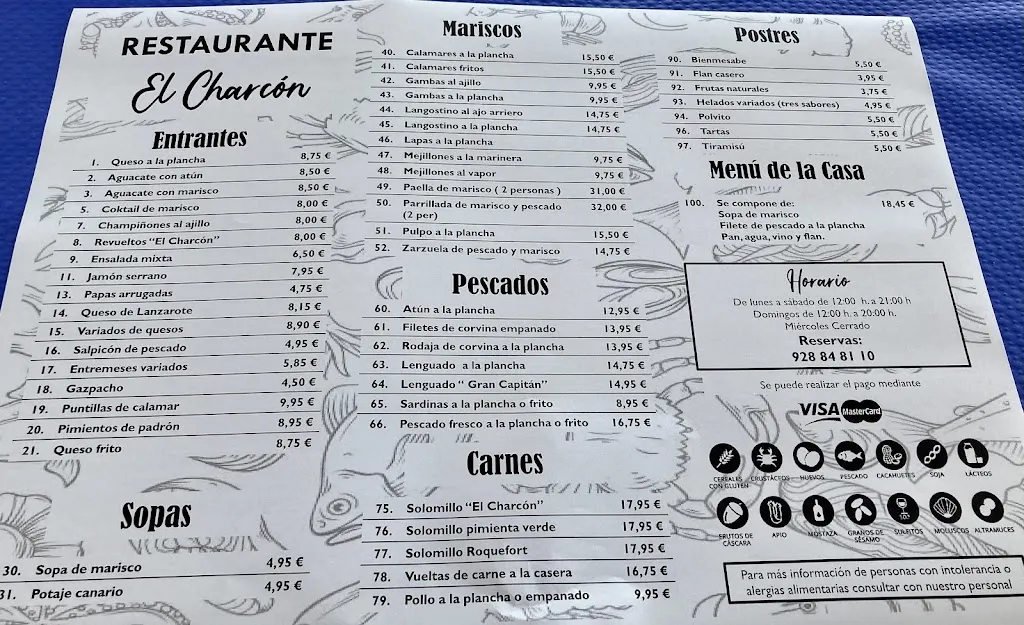 RESTAURANTE
El Charcón
Entrantes
1. Queso a la plancha 8,75 €
2. Aguacate con atún 8,50 €
3. Aguacate con marisco 8,50 €
5. Coktail de marisco 8,00 €
7. Champiñones al ajillo 8,00 €
8. Revueltos "El Charcón" 8,00 €
9. Ensalada mixta 6,50 €
11. Jamón serrano 7,95 €
13. Papas arrugadas 4,75 €
14. Queso de Lanzarote 8,15 €
15. Variados de quesos 8,90 €
16. Salpicón de pescado 4,95 €
17. Entremeses variados 5,85 €
18. Gazpacho 4,50 €
19. Puntillas de calamar 9,95 €
20. Pimientos de padrón 8,95 €
21. Queso frito 8,75 €
Sopas
30. Sopa de marisco 4,95 €
31. Potaje canario 4,95 €
Mariscos
40. Calamares a la plancha 15,50 €
41. Calamares fritos 15,50 €
42. Gambas al ajillo 9,95 €
43. Gambas a la plancha 9,95 €
44. Langostino al ajo arriero 14,75 €
45. Langostino a la plancha 14,75 €
46. Lapas a la plancha
47. Mejillones a la marinera 9,75 €
48. Mejillones al vapor 9,75 €
49. Paella de marisco ( 2 personas ) 31,00 €
50. Parrillada de marisco y pescado 32,00 €
(2 per)
51. Pulpo a la plancha 15,50 €
52. Zarzuela de pescado y marisco 14,75 €
Pescados
60. Atún a la plancha 12,95 €
61. Filetes de corvina empanado 13,95 €
62. Rodaja de corvina a la plancha 13,95 €
63. Lenguado a la plancha 14,75 €
64. Lenguado " Gran Capitán" 14,95 €
65. Sardinas a la plancha o frito 8,95 €
66. Pescado fresco a la plancha o frito 16,75 €
Carnes
75. Solomillo "El Charcón" 17,95 €
76. Solomillo pimienta verde 17,95 €
77. Solomillo Roquefort 17,95 €
78. Vueltas de carne a la casera 16,75 €
79. Pollo a la plancha o empanado 9,95 €
Postres
90. Bienmesabe 5,50 €
91. Flan casero 3,95 €
92. Frutas naturales 3,75 €
93. Helados variados (tres sabores) 4,95 €
94. Polvito 5,50 €
96. Tartas 5,50 €
97. Tiramisú 5,50 €
Menú de la Casa
100. Se compone de: 18,45 €
Sopa de marisco
Filete de pescado a la plancha
Pan, agua, vino y flan.
Horario
De lunes a sábado de 12:00 h. a 21:00 h
Domingos de 12:00 h. a 20:00 h.
Miércoles Cerrado
Reservas:
928 84 81 10
Se puede realizar el pago mediante
VISA MasterCard
CEREALES CON GLUTEN
CRUSTÁCEOS
HUEVOS
PESCADO
CACAHUETES
SOJA
LÁCTEOS
FRUTOS DE CÁSCARA
APIO
MOSTAZA
GRANOS DE SÉSAMO
SULFITOS
MOLUSCOS
ALTRAMUCES
Para más información de personas con intolerancia o
alergias alimentarias consultar con nuestro personal